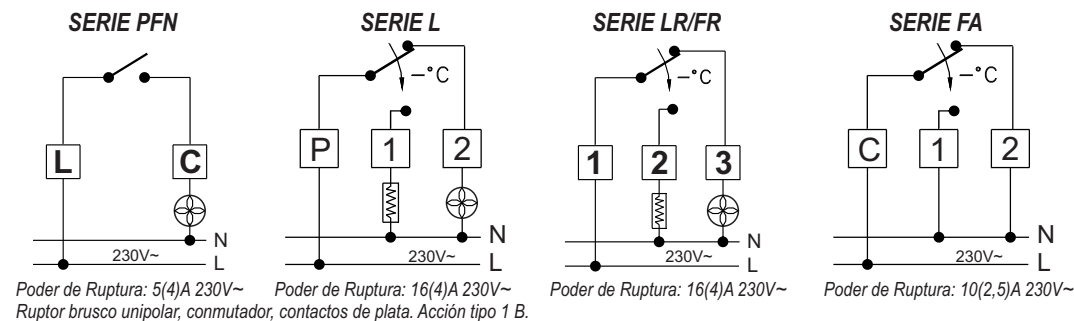 SERIE PFN
SERIE L
SERIE LR/FR
SERIE FA
–°C
–°C
–°C
L
C
P
1
2
1
2
3
C
1
2
N
230V~
L
N
230V~
L
N
230V~
L
N
230V~
L
Poder de Ruptura: 5(4)A 230V~
Poder de Ruptura: 16(4)A 230V~
Poder de Ruptura: 16(4)A 230V~
Poder de Ruptura: 10(2,5)A 230V~
Ruptor brusco unipolar, conmutador, contactos de plata. Acción tipo 1 B.